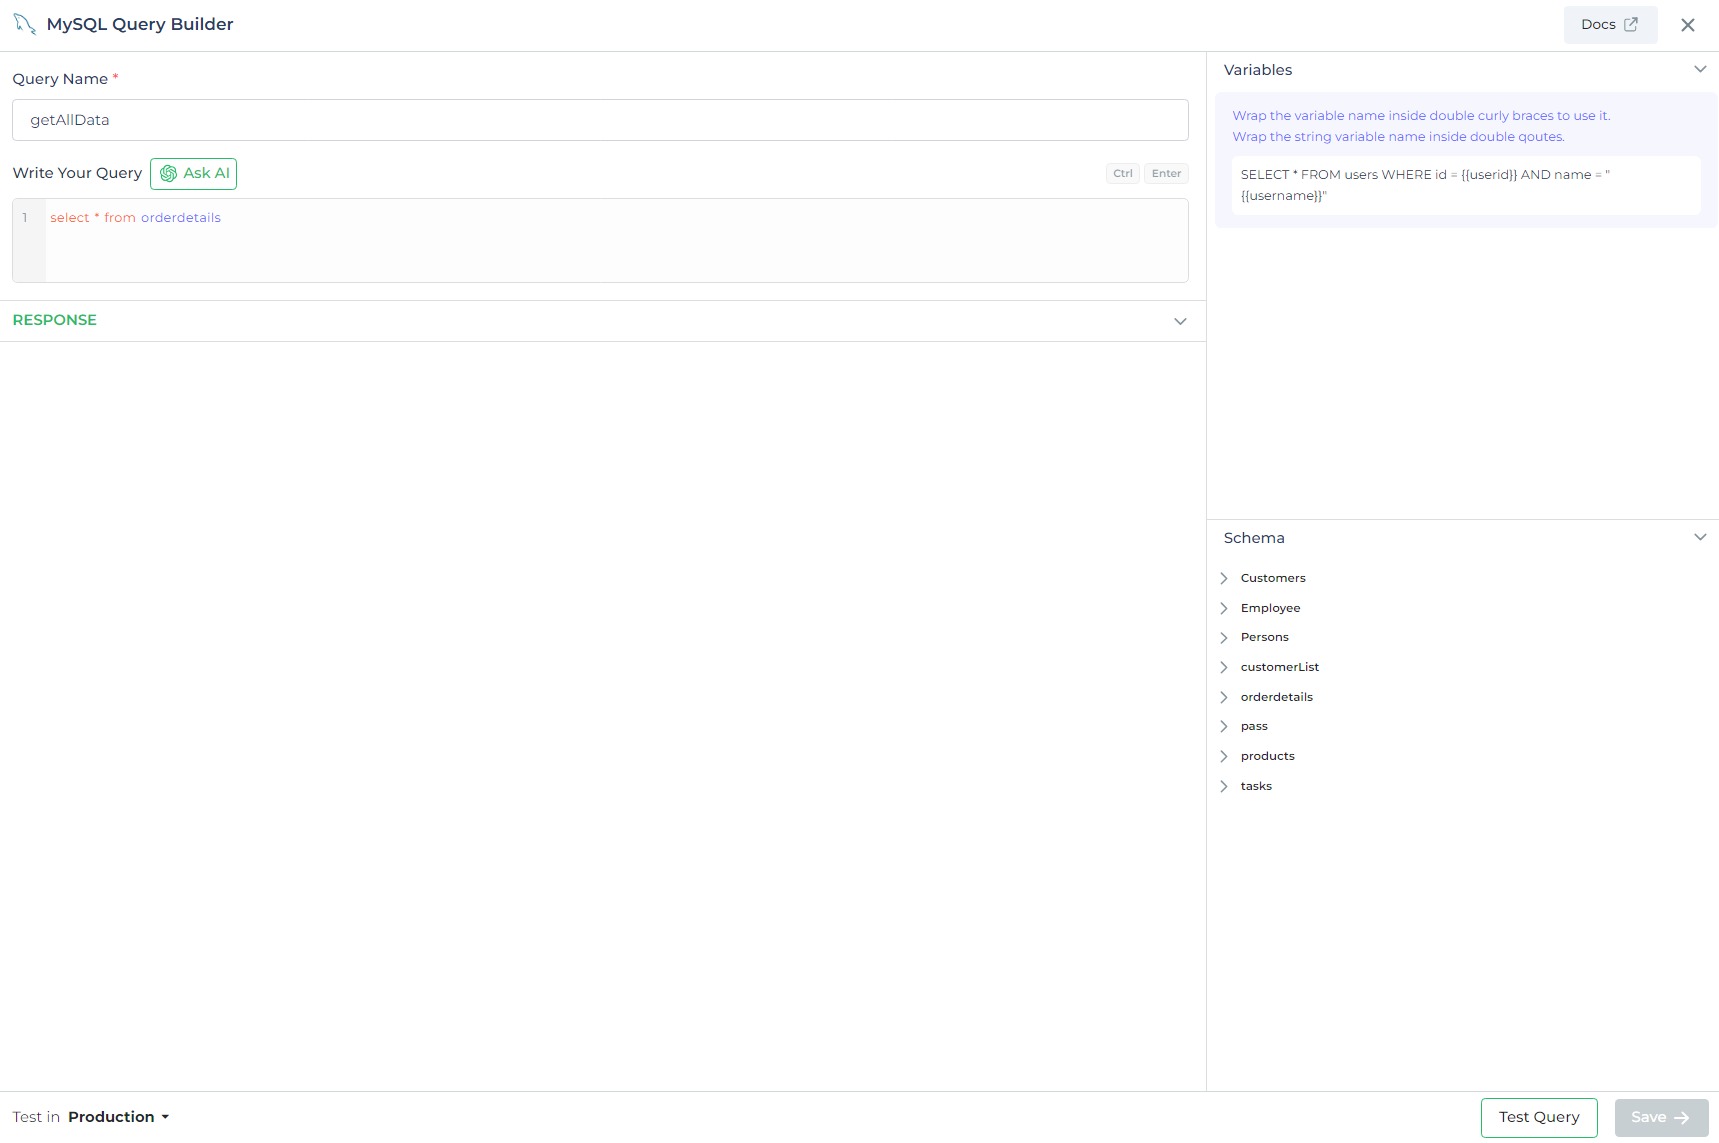 MySQL Query Builder
Docs
Query Name *
getAllData
Write Your Query
Ask AI
Ctrl
Enter
1
select * from orderdetails
RESPONSE
Variables
Wrap the variable name inside double curly braces to use it.
Wrap the string variable name inside double qoutes.
SELECT * FROM users WHERE id = {{userid}} AND name = "
{{username}}"
Schema
Customers
Employee
Persons
customerList
orderdetails
pass
products
tasks
Test in Production
Test Query
Save